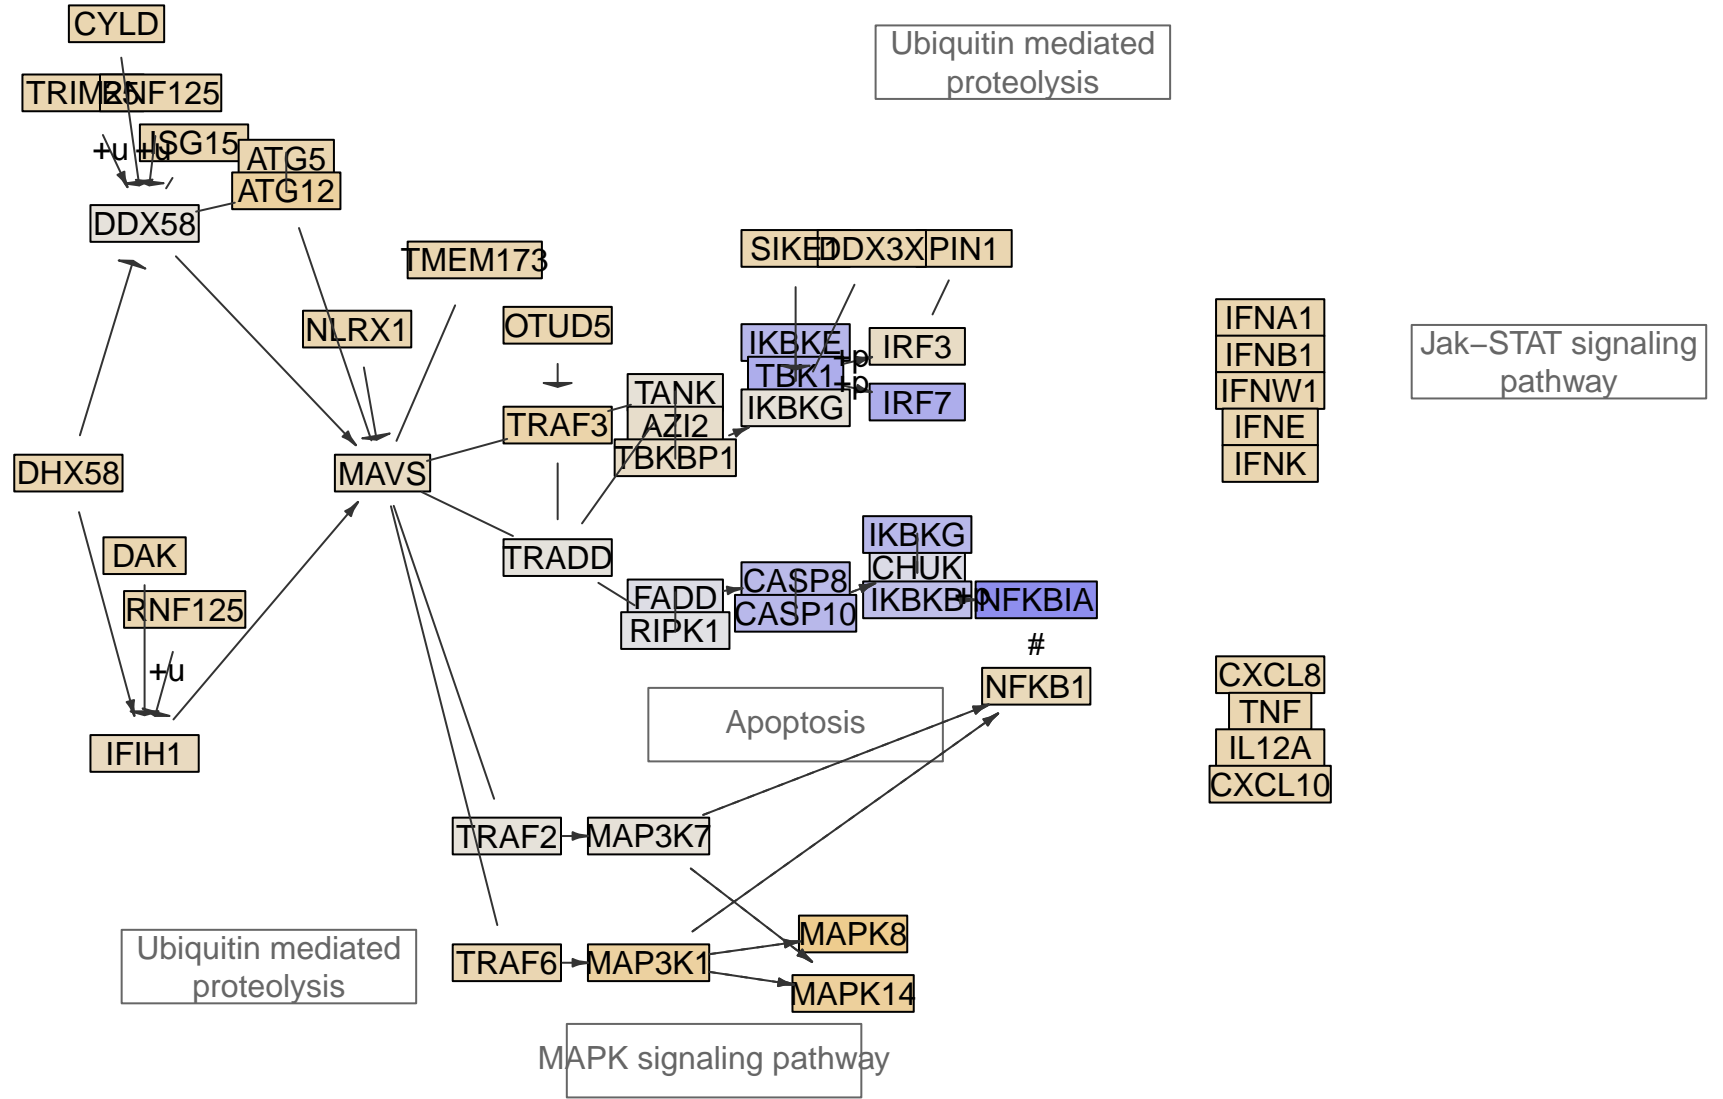 CYLD
Ubiquitin mediated
proteolysis
TRIM25
RNF125
ISG15
+u
+u
ATG5
ATG12
DDX58
TMEM173
SIKE1
DDX3X
PIN1
NLRX1
OTUD5
IKBKE
TBK1
IKBKG
+p
+p
IRF3
IRF7
IFNA1
IFNB1
IFNW1
IFNE
IFNK
Jak−STAT signaling
pathway
TANK
AZI2
TBKBP1
TRAF3
DHX58
MAVS
DAK
RNF125
+u
TRADD
FADD
RIPK1
CASP8
CASP10
IKBKG
CHUK
IKBKB
+p
NFKBIA
#
NFKB1
CXCL8
TNF
IL12A
CXCL10
Apoptosis
IFIH1
TRAF2
MAP3K7
TRAF6
MAP3K1
MAPK8
MAPK14
Ubiquitin mediated
proteolysis
MAPK signaling pathway